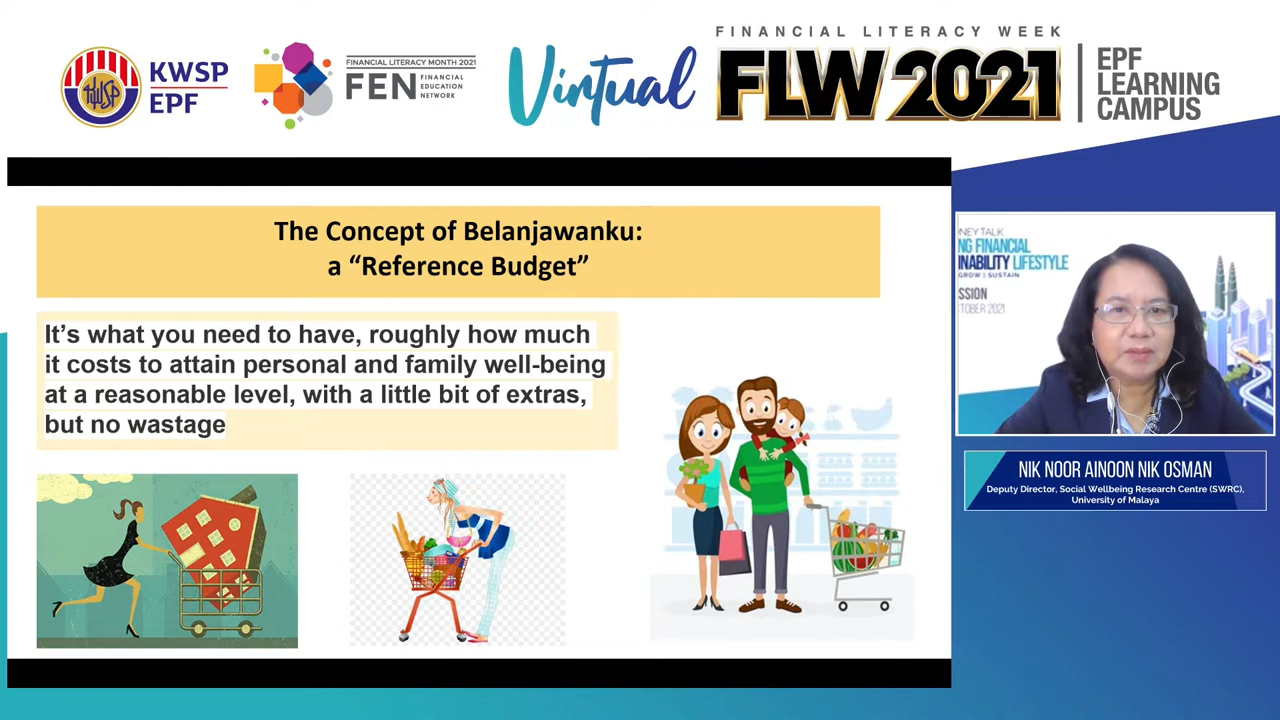 KWSP
EPF
FINANCIAL LITERACY MONTH 2021
FEN FINANCIAL
EDUCATION
NETWORK
Virtual
FINANCIAL LITERACY WEEK
FLW 2021
EPF
LEARNING
CAMPUS
The Concept of Belanjawanku:
a “Reference Budget”
It’s what you need to have, roughly how much
it costs to attain personal and family well-being
at a reasonable level, with a little bit of extras,
but no wastage
NEY TALK
NG FINANCIAL
INABILITY LIFESTYLE
GROW | SUSTAIN
SSION
TOBER 2021
NIK NOOR AINOON NIK OSMAN
Deputy Director, Social Wellbeing Research Centre (SWRC),
University of Malaya